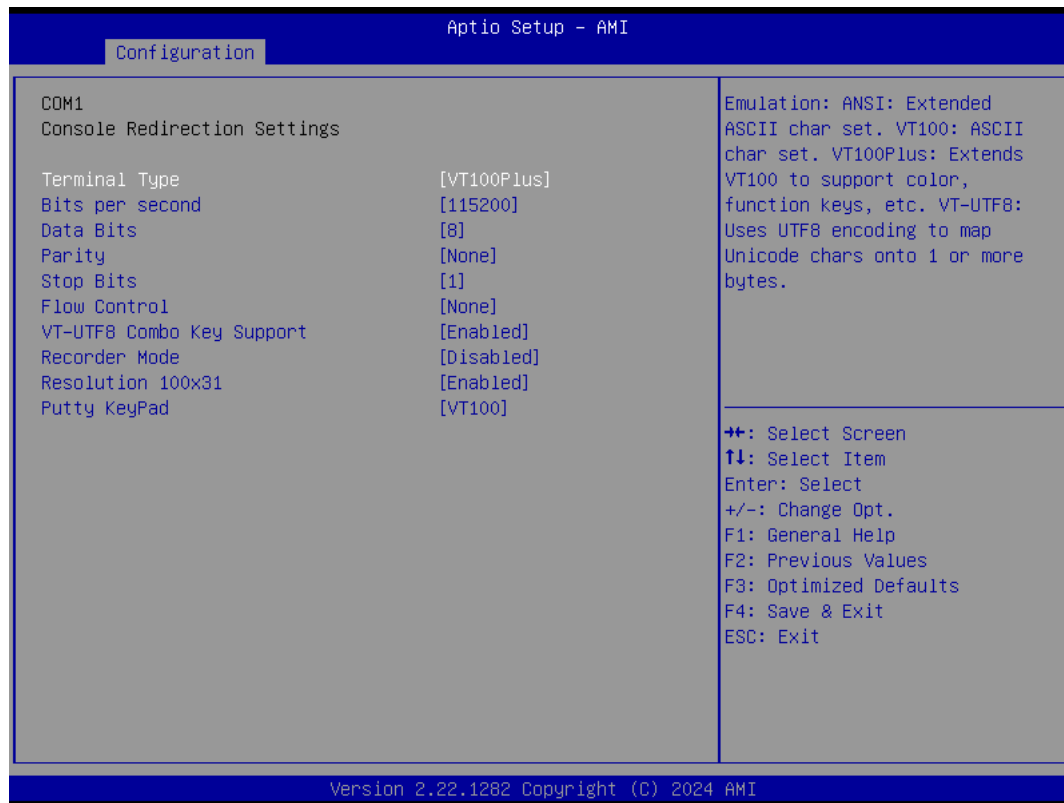 Aptio Setup – AMI
Configuration
COM1
Console Redirection Settings
Terminal Type [VT100Plus]
Bits per second [115200]
Data Bits [8]
Parity [None]
Stop Bits [1]
Flow Control [None]
VT-UTF8 Combo Key Support [Enabled]
Recorder Mode [Disabled]
Resolution 100x31 [Enabled]
Putty KeyPad [VT100]
Emulation: ANSI: Extended
ASCII char set. VT100: ASCII
char set. VT100Plus: Extends
VT100 to support color,
function keys, etc. VT-UTF8:
Uses UTF8 encoding to map
Unicode chars onto 1 or more
bytes.
→←: Select Screen
↑↓: Select Item
Enter: Select
+/-: Change Opt.
F1: General Help
F2: Previous Values
F3: Optimized Defaults
F4: Save & Exit
ESC: Exit
Version 2.22.1282 Copyright (C) 2024 AMI